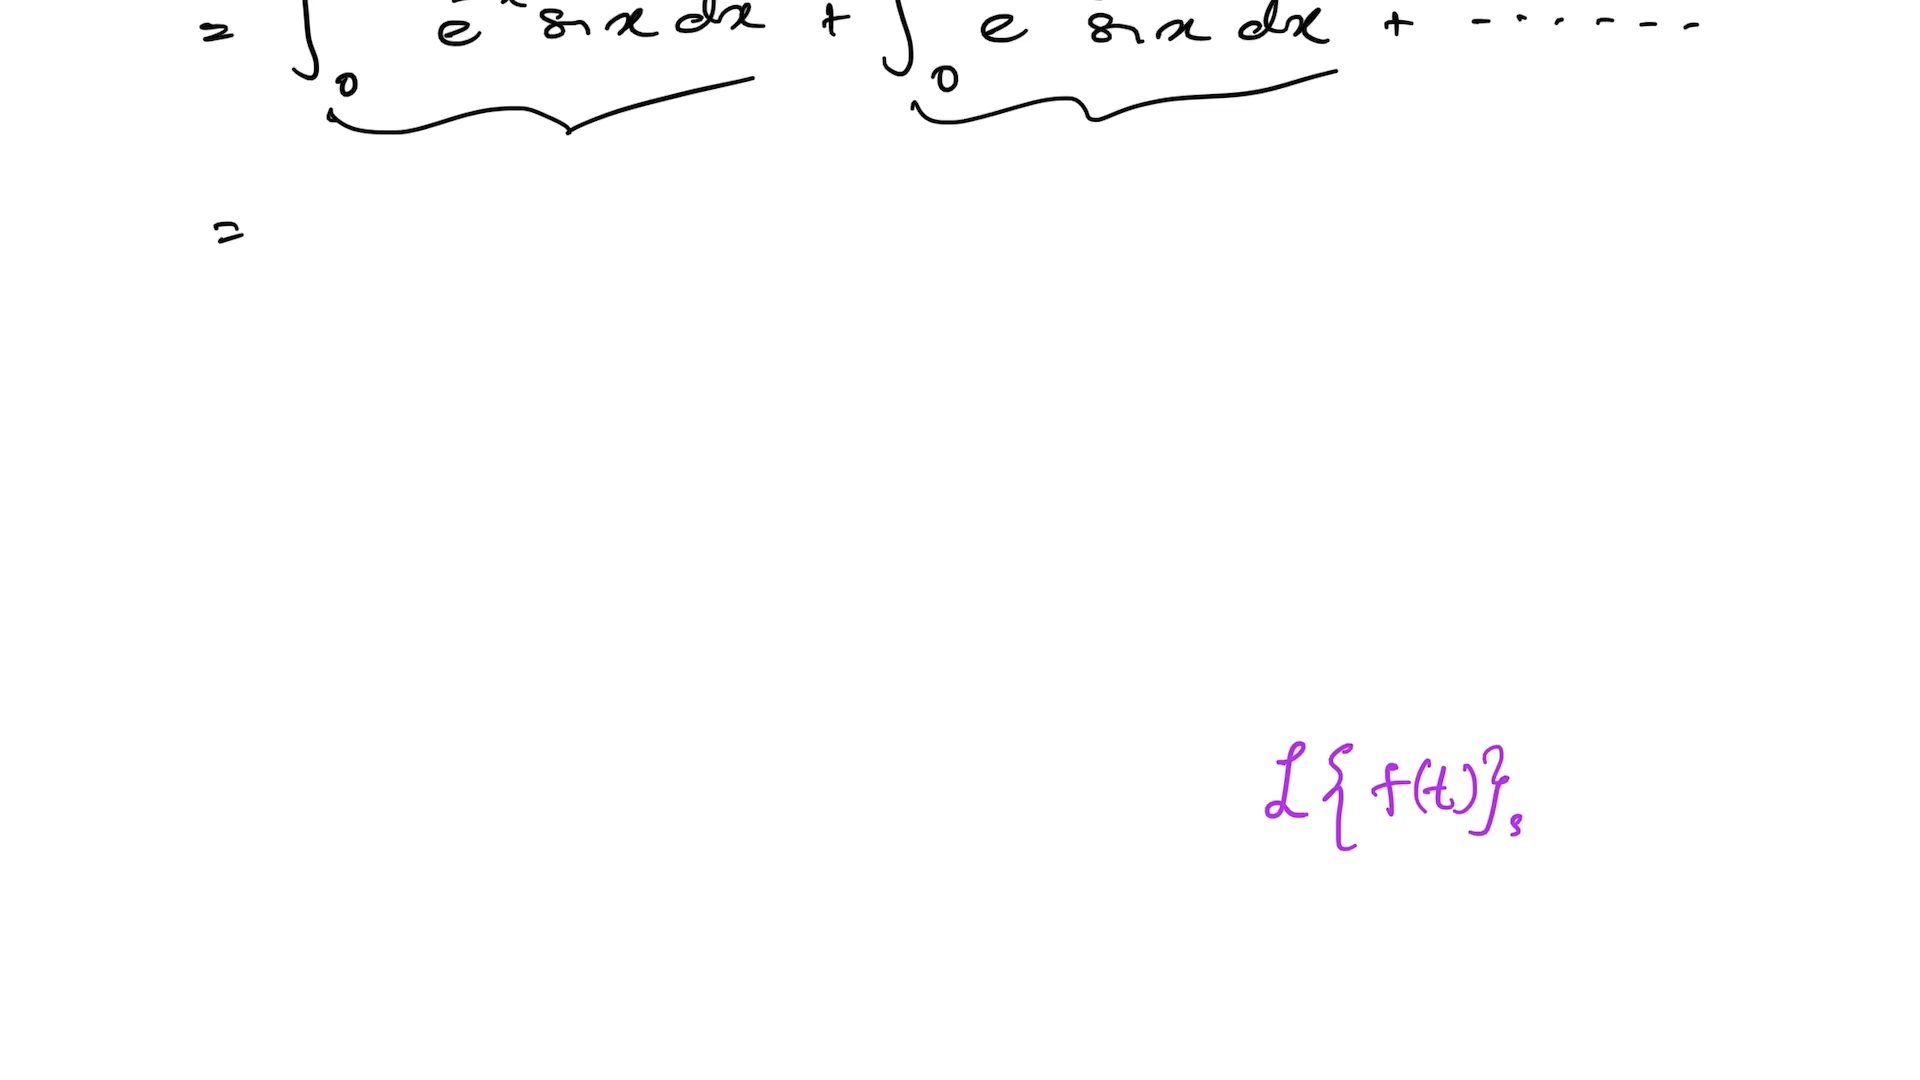 = ∫₀ e⁻ˣ sin x dx + ∫₀ e sin x dx + - - - - - - -
=
ℒ{f(t)}ₛ